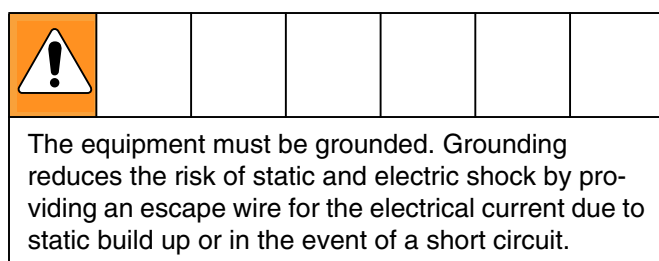 The equipment must be grounded. Grounding
reduces the risk of static and electric shock by pro-
viding an escape wire for the electrical current due to
static build up or in the event of a short circuit.